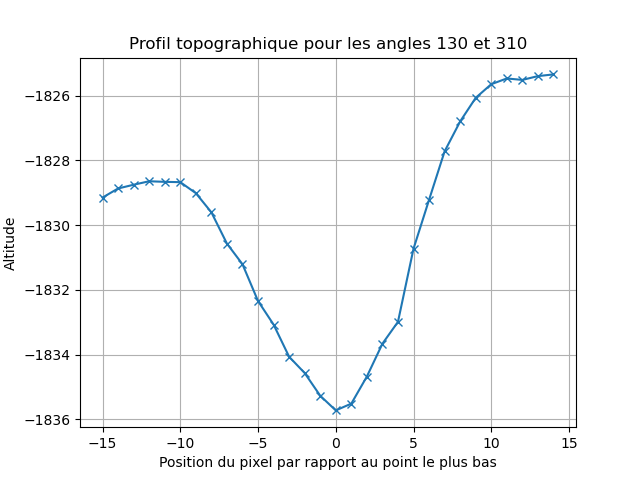 Profil topographique pour les angles 130 et 310
−1826
−1828
−1830
−1832
−1834
−1836
Altitude
−15 −10 −5 0 5 10 15
Position du pixel par rapport au point le plus bas